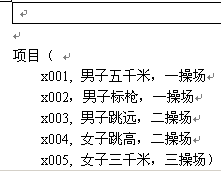 项目（
x001, 男子五千米，一操场
x002，男子标枪，一操场
x003, 男子跳远，二操场
x004, 女子跳高，二操场
x005, 女子三千米，三操场）